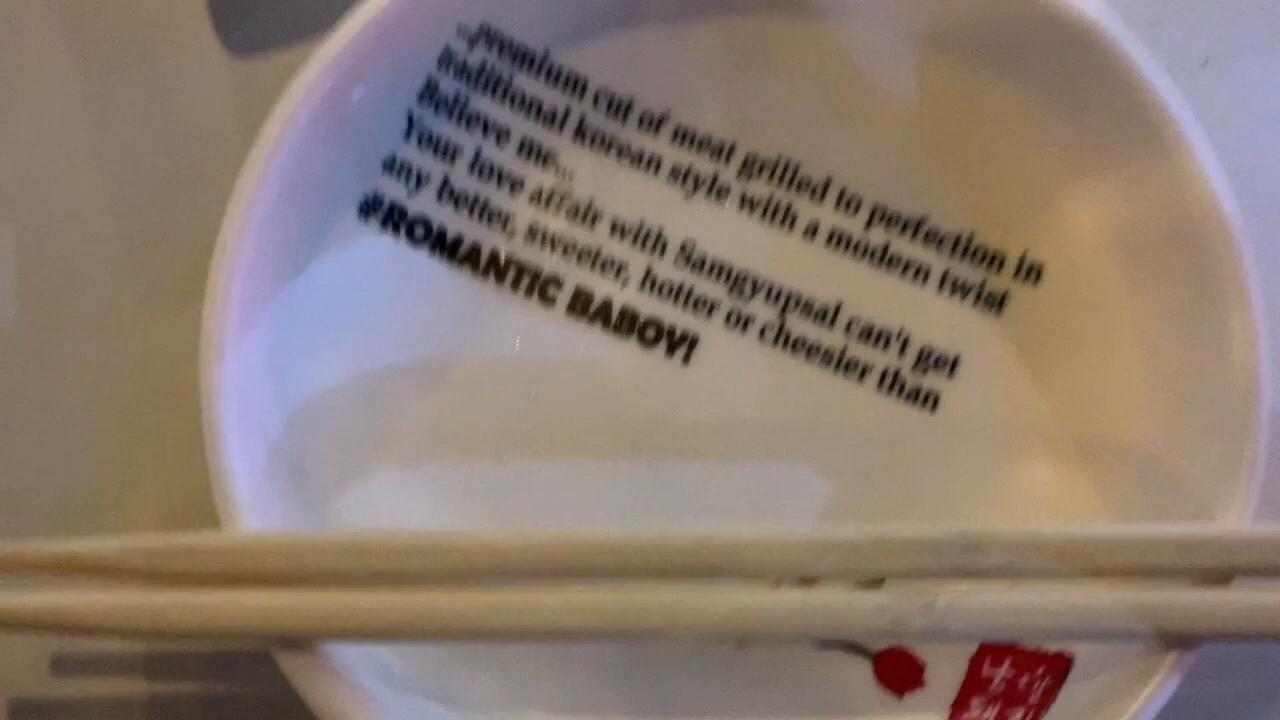 ...premium cut of meat grilled to perfection in
traditional korean style with a modern twist
Believe me...
Your love affair with Samgyupsal can't get
any better, sweeter, hotter or cheesier than
#ROMANTIC BABOY!